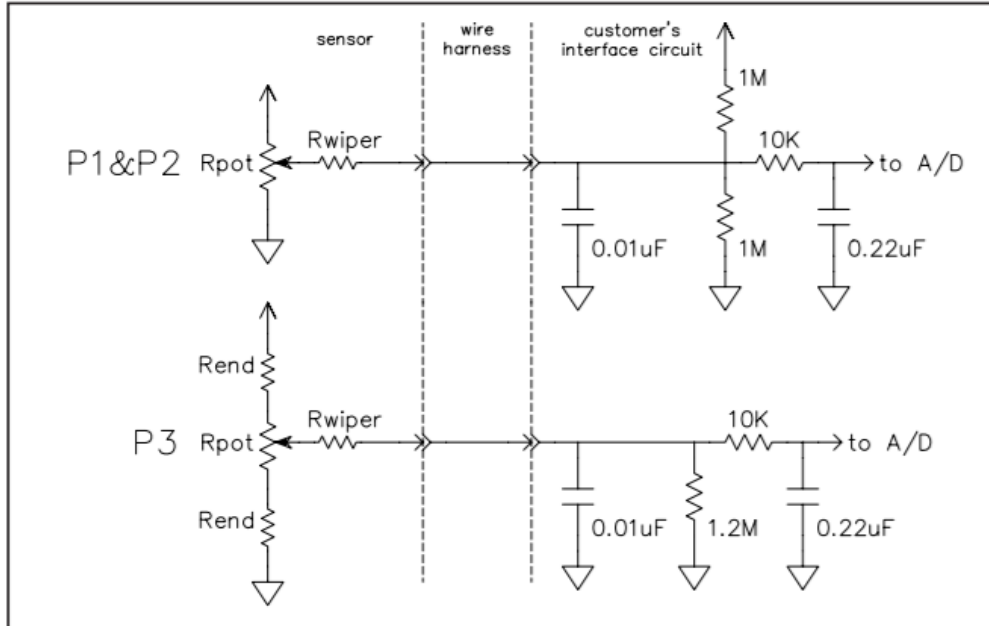 sensor
wire
harness
customer's
interface circuit
1M
10K
Rwiper
P1&P2 Rpot
to A/D
0.01uF
1M
0.22uF
Rend
Rwiper
10K
P3 Rpot
to A/D
Rend
0.01uF
1.2M
0.22uF